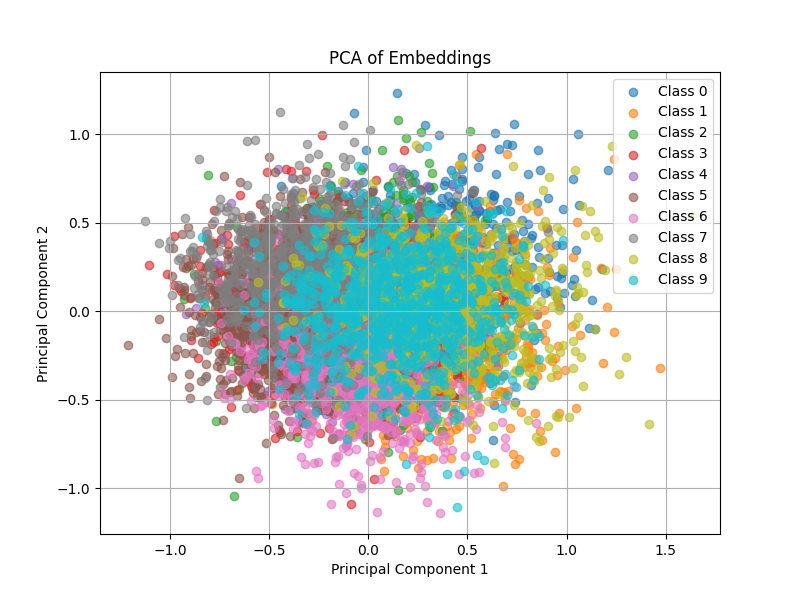 PCA of Embeddings
Class 0
Class 1
Class 2
Class 3
Class 4
Class 5
Class 6
Class 7
Class 8
Class 9
Principal Component 2
1.0
0.5
0.0
−0.5
−1.0
−1.0
−0.5
0.0
0.5
1.0
1.5
Principal Component 1